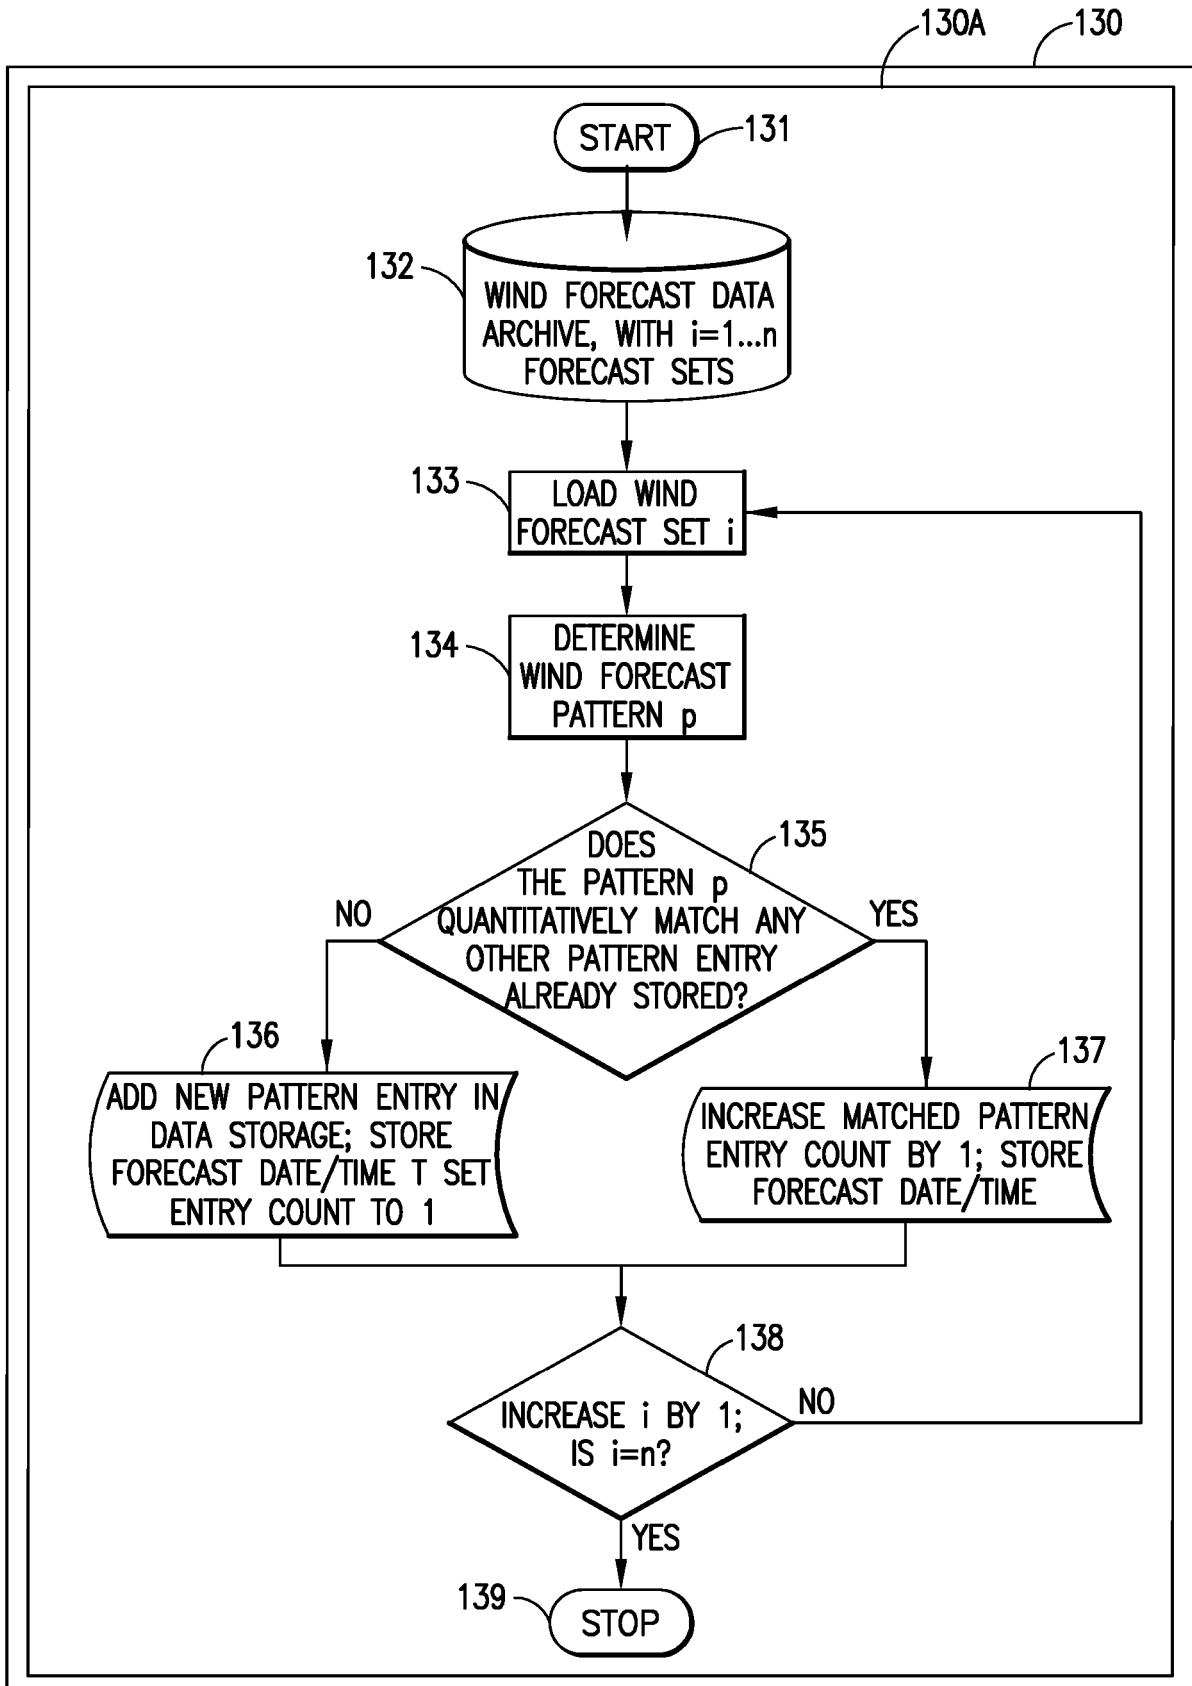 130A
130
START
131
132
WIND FORECAST DATA
ARCHIVE, WITH i=1...n
FORECAST SETS
133
LOAD WIND
FORECAST SET i
134
DETERMINE
WIND FORECAST
PATTERN p
135
DOES
THE PATTERN p
QUANTITATIVELY MATCH ANY
OTHER PATTERN ENTRY
ALREADY STORED?
NO
YES
136
ADD NEW PATTERN ENTRY IN
DATA STORAGE; STORE
FORECAST DATE/TIME T SET
ENTRY COUNT TO 1
137
INCREASE MATCHED PATTERN
ENTRY COUNT BY 1; STORE
FORECAST DATE/TIME
138
INCREASE i BY 1;
IS i=n?
NO
YES
139
STOP